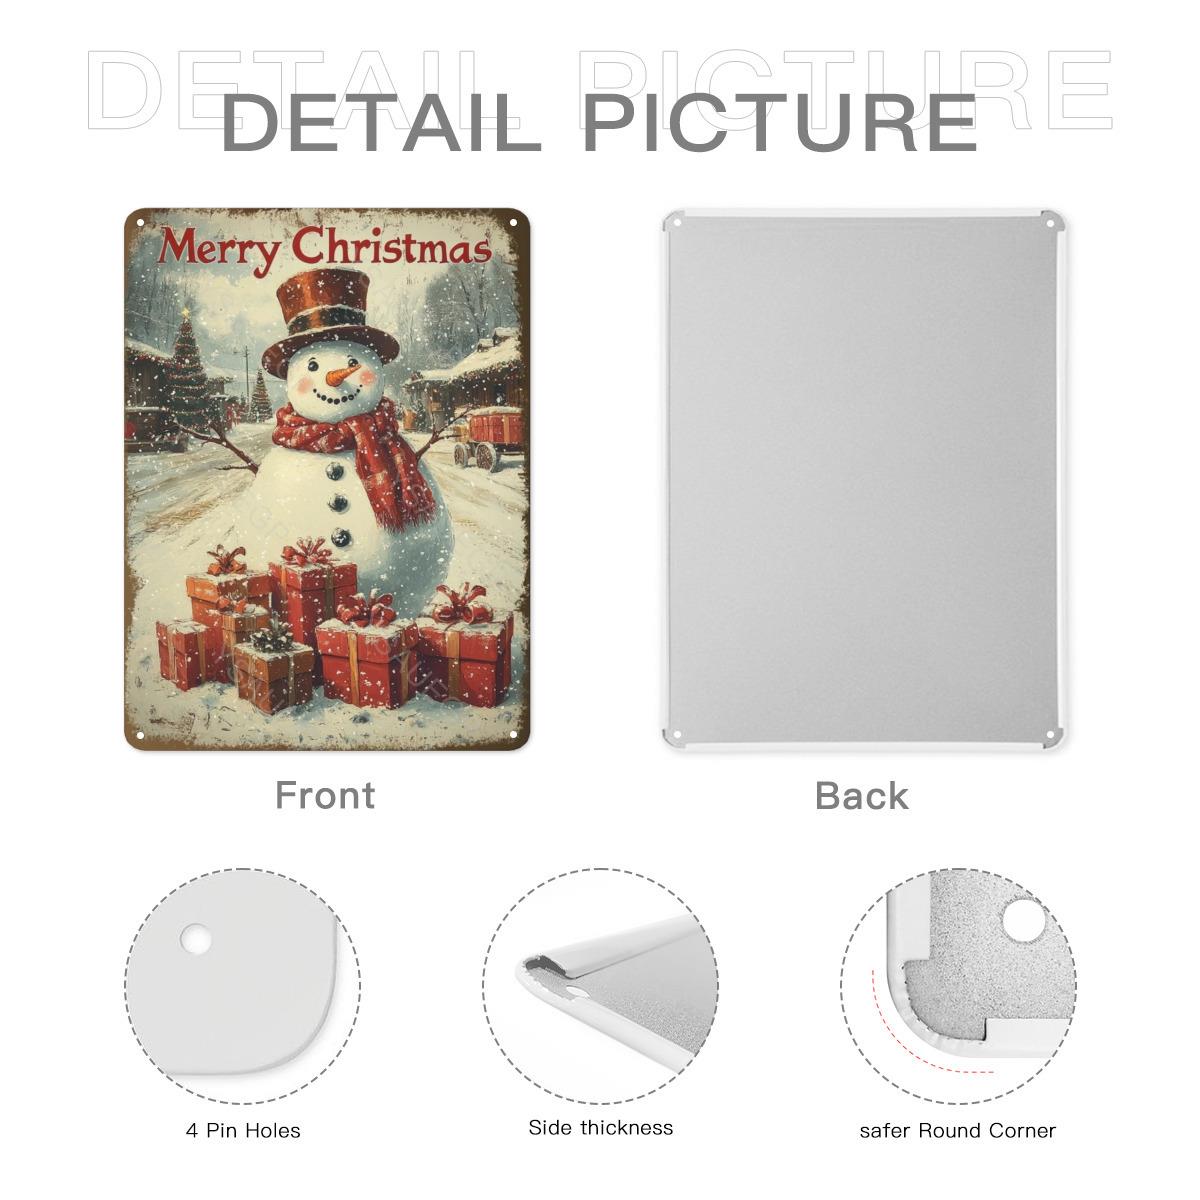 DETAIL PICTURE
DETAIL PICTURE
Merry Christmas
Front
Back
4 Pin Holes
Side thickness
safer Round Corner